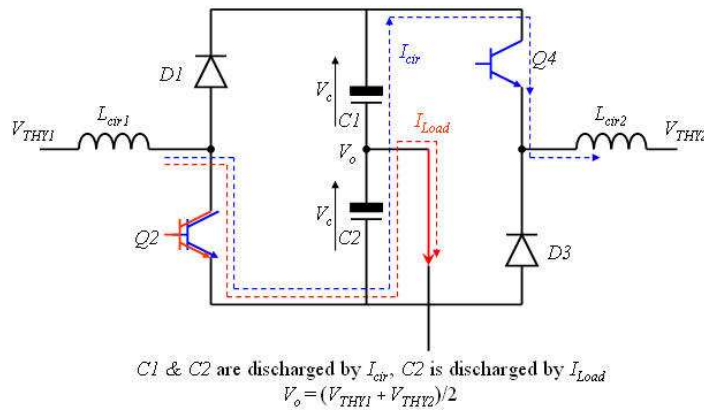 I_cir
Q4
D1
V_c
C1
L_cir1
L_cir2
V_THY1
I_Load
V_THY2
V_o
V_c
C2
Q2
D3
C1 & C2 are discharged by I_cir, C2 is discharged by I_Load
V_o = (V_THY1 + V_THY2)/2